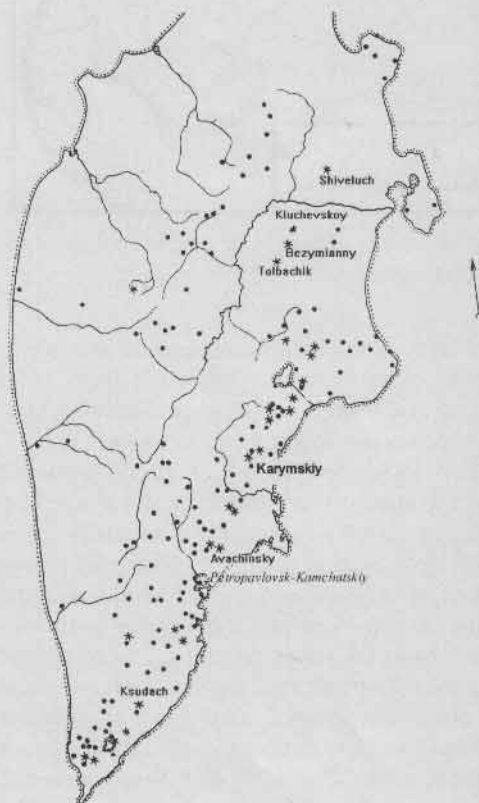 Shiveluch
Kluchevskoy
Bezymianny
Tolbachik
Karymskiy
Avachinsky
Petropavlovsk-Kamchatskiy
Ksudach